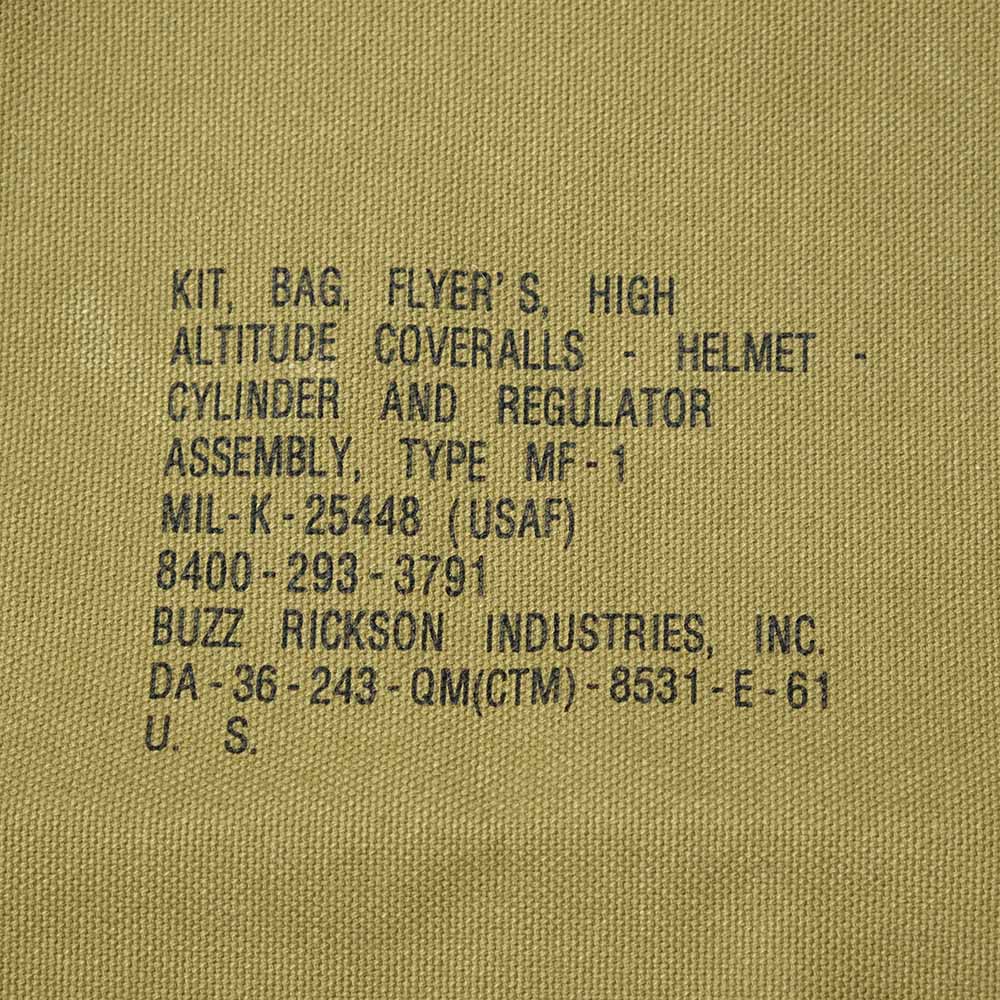 KIT, BAG, FLYER'S, HIGH
ALTITUDE COVERALLS - HELMET -
CYLINDER AND REGULATOR
ASSEMBLY, TYPE MF-1
MIL-K-25448 (USAF)
8400-293-3791
BUZZ RICKSON INDUSTRIES, INC.
DA-36-243-QM(CTM)-8531-E-61
U. S.